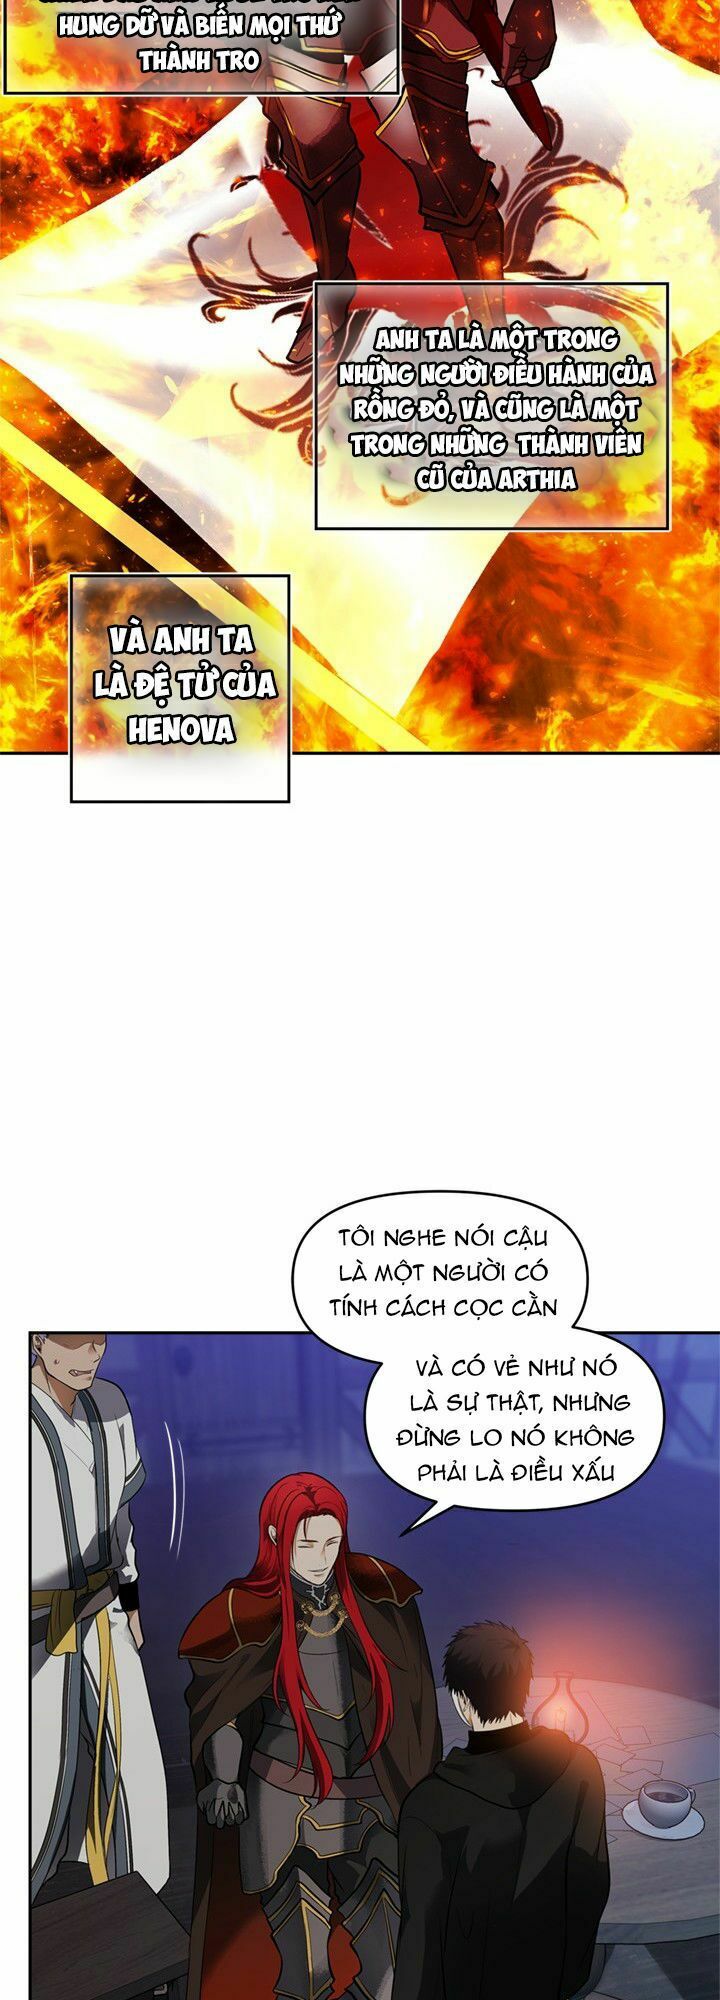 HUNG DỮ VÀ BIẾN MỌI THỨ
THÀNH TRO
ANH TA LÀ MỘT TRONG
NHỮNG NGƯỜI ĐIỀU HÀNH CỦA
RỒNG ĐỎ, VÀ CŨNG LÀ MỘT
TRONG NHỮNG THÀNH VIÊN
CŨ CỦA ARTHIA
VÀ ANH TA
LÀ ĐỆ TỬ CỦA
HENOVA
TÔI NGHE NÓI CẬU
LÀ MỘT NGƯỜI CÓ
TÍNH CÁCH CỌC CẰN
VÀ CÓ VẺ NHƯ NÓ
LÀ SỰ THẬT, NHƯNG
ĐỪNG LO NÓ KHÔNG
PHẢI LÀ ĐIỀU XẤU